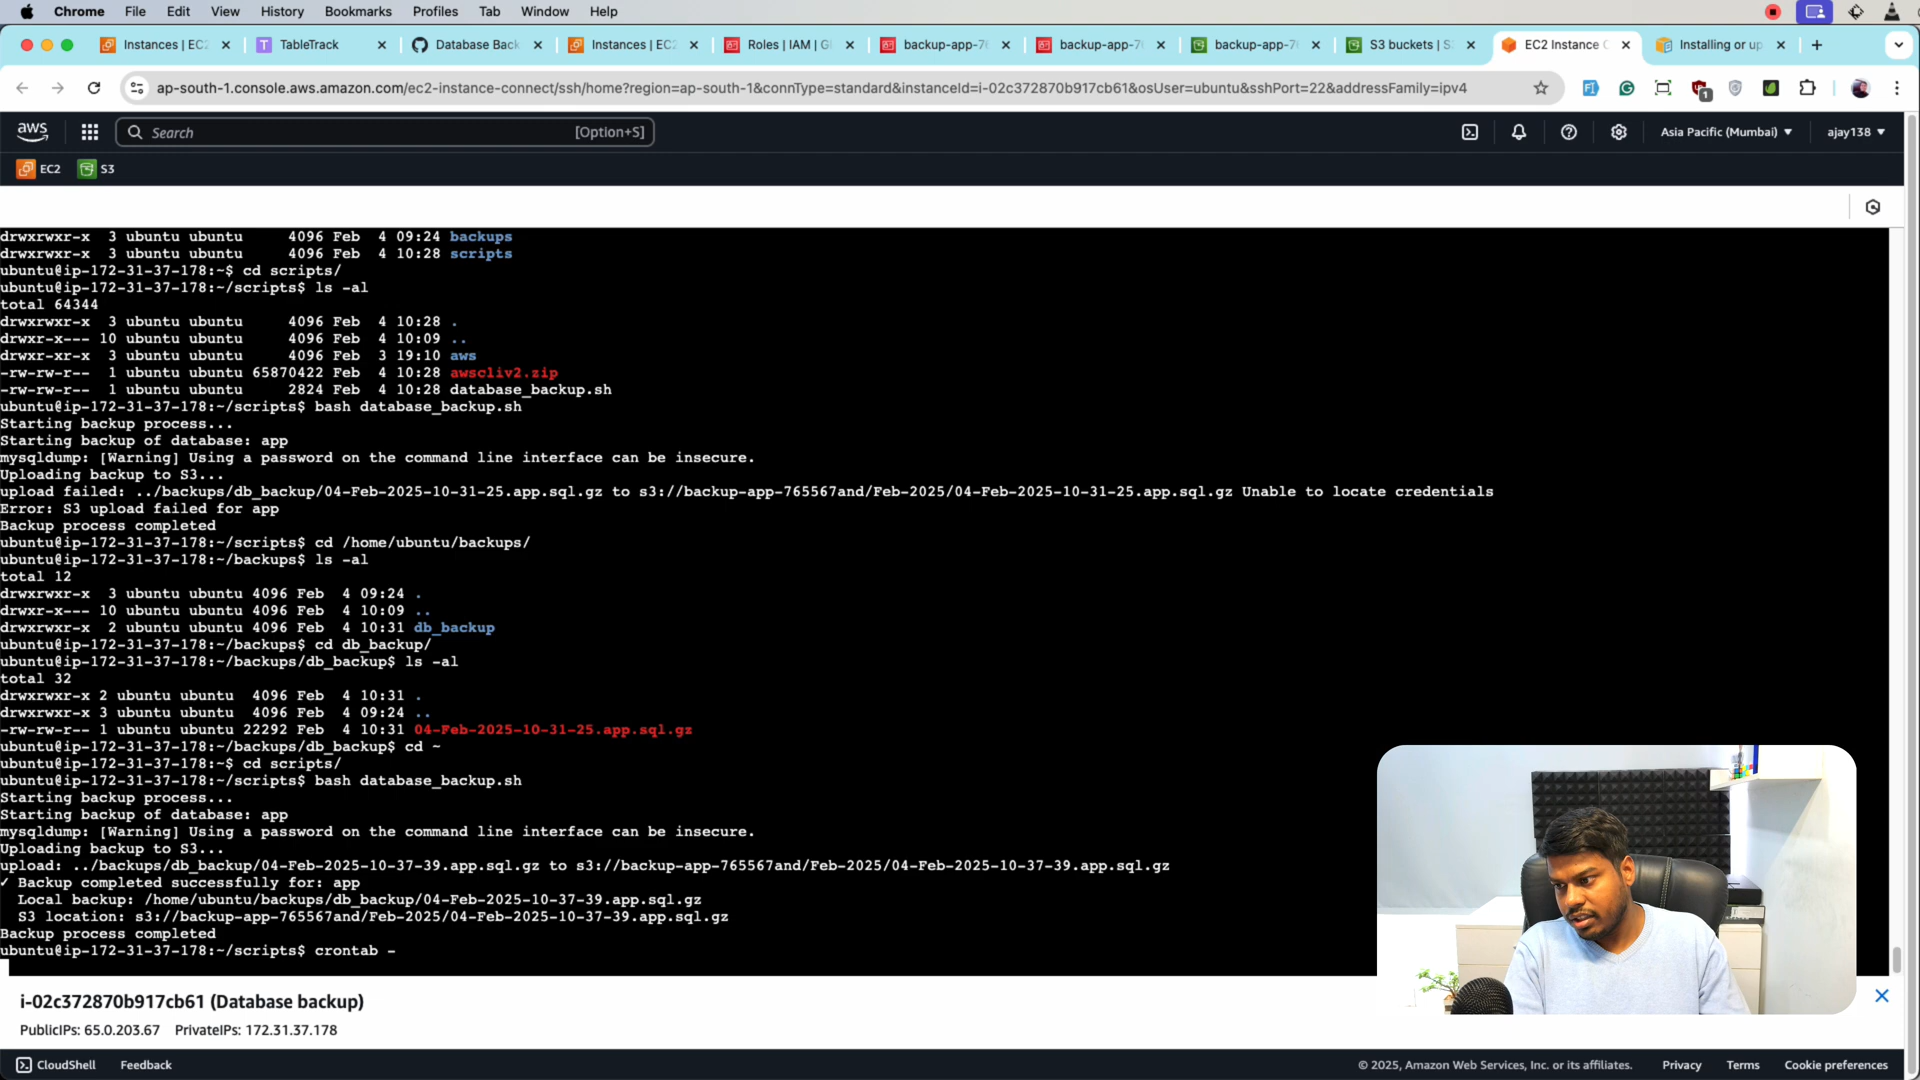 Chrome File Edit View History Bookmarks Profiles Tab Window Help
Instances | EC2 TableTrack Database Back Instances | EC2 Roles | IAM | Gl backup-app-76 backup-app-76 backup-app-76 S3 buckets | S3 EC2 Instance C Installing or up
ap-south-1.console.aws.amazon.com/ec2-instance-connect/ssh/home?region=ap-south-1&connType=standard&instanceId=i-02c372870b917cb61&osUser=ubuntu&sshPort=22&addressFamily=ipv4
aws Search [Option+S] Asia Pacific (Mumbai) ajay138
EC2 S3
drwxrwxr-x  3 ubuntu ubuntu     4096 Feb  4 09:24 backups
drwxrwxr-x  3 ubuntu ubuntu     4096 Feb  4 10:28 scripts
ubuntu@ip-172-31-37-178:~$ cd scripts/
ubuntu@ip-172-31-37-178:~/scripts$ ls -al
total 64344
drwxrwxr-x  3 ubuntu ubuntu     4096 Feb  4 10:28 .
drwxr-x--- 10 ubuntu ubuntu     4096 Feb  4 10:09 ..
drwxr-xr-x  3 ubuntu ubuntu     4096 Feb  3 19:10 aws
-rw-rw-r--  1 ubuntu ubuntu 65870422 Feb  4 10:28 awscliv2.zip
-rw-rw-r--  1 ubuntu ubuntu     2824 Feb  4 10:28 database_backup.sh
ubuntu@ip-172-31-37-178:~/scripts$ bash database_backup.sh
Starting backup process...
Starting backup of database: app
mysqldump: [Warning] Using a password on the command line interface can be insecure.
Uploading backup to S3...
upload failed: ../backups/db_backup/04-Feb-2025-10-31-25.app.sql.gz to s3://backup-app-765567and/Feb-2025/04-Feb-2025-10-31-25.app.sql.gz Unable to locate credentials
Error: S3 upload failed for app
Backup process completed
ubuntu@ip-172-31-37-178:~/scripts$ cd /home/ubuntu/backups/
ubuntu@ip-172-31-37-178:~/backups$ ls -al
total 12
drwxrwxr-x  3 ubuntu ubuntu 4096 Feb  4 09:24 .
drwxr-x--- 10 ubuntu ubuntu 4096 Feb  4 10:09 ..
drwxrwxr-x  2 ubuntu ubuntu 4096 Feb  4 10:31 db_backup
ubuntu@ip-172-31-37-178:~/backups$ cd db_backup/
ubuntu@ip-172-31-37-178:~/backups/db_backup$ ls -al
total 32
drwxrwxr-x 2 ubuntu ubuntu  4096 Feb  4 10:31 .
drwxrwxr-x 3 ubuntu ubuntu  4096 Feb  4 09:24 ..
-rw-rw-r-- 1 ubuntu ubuntu 22292 Feb  4 10:31 04-Feb-2025-10-31-25.app.sql.gz
ubuntu@ip-172-31-37-178:~/backups/db_backup$ cd ~
ubuntu@ip-172-31-37-178:~$ cd scripts/
ubuntu@ip-172-31-37-178:~/scripts$ bash database_backup.sh
Starting backup process...
Starting backup of database: app
mysqldump: [Warning] Using a password on the command line interface can be insecure.
Uploading backup to S3...
upload: ../backups/db_backup/04-Feb-2025-10-37-39.app.sql.gz to s3://backup-app-765567and/Feb-2025/04-Feb-2025-10-37-39.app.sql.gz
✓ Backup completed successfully for: app
  Local backup: /home/ubuntu/backups/db_backup/04-Feb-2025-10-37-39.app.sql.gz
  S3 location: s3://backup-app-765567and/Feb-2025/04-Feb-2025-10-37-39.app.sql.gz
Backup process completed
ubuntu@ip-172-31-37-178:~/scripts$ crontab -
i-02c372870b917cb61 (Database backup)
PublicIPs: 65.0.203.67 PrivateIPs: 172.31.37.178
CloudShell Feedback © 2025, Amazon Web Services, Inc. or its affiliates. Privacy Terms Cookie preferences